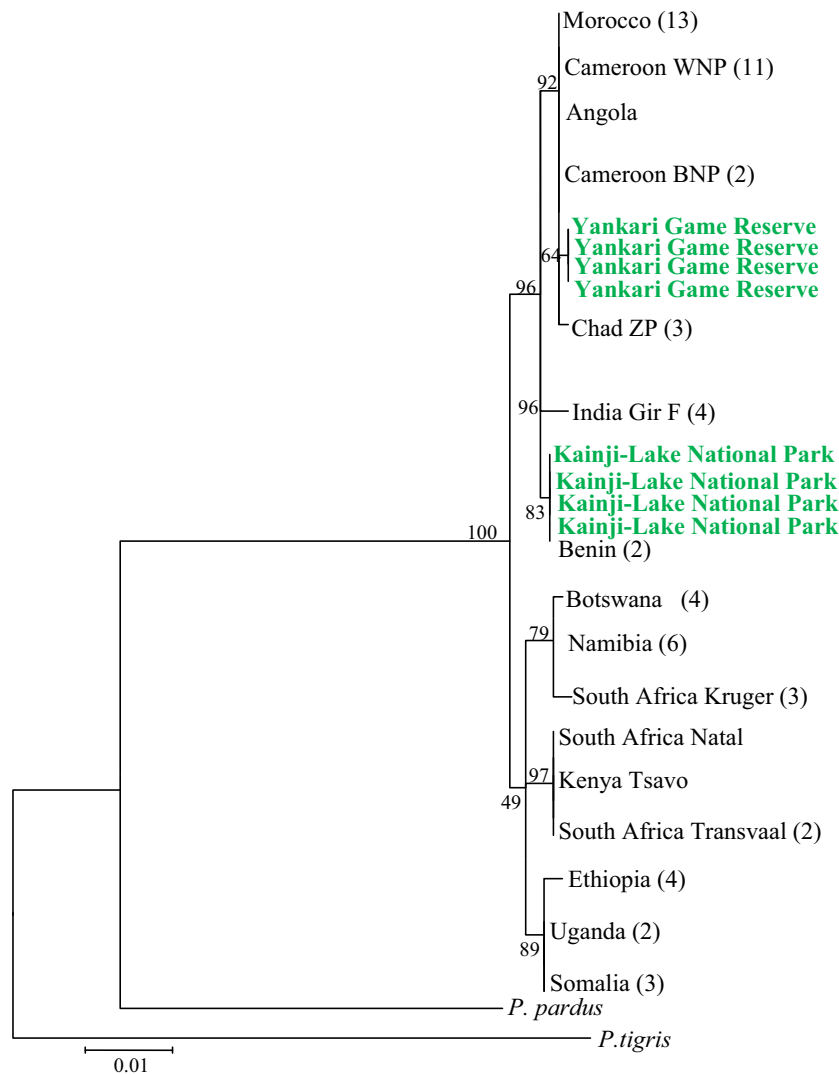 Morocco (13)
92
Cameroon WNP (11)
Angola
Cameroon BNP (2)
Yankari Game Reserve
Yankari Game Reserve
64
Yankari Game Reserve
Yankari Game Reserve
96
Chad ZP (3)
96
India Gir F (4)
Kainji-Lake National Park
Kainji-Lake National Park
Kainji-Lake National Park
83
Kainji-Lake National Park
100
Benin (2)
Botswana (4)
79
Namibia (6)
South Africa Kruger (3)
South Africa Natal
97
Kenya Tsavo
49
South Africa Transvaal (2)
Ethiopia (4)
Uganda (2)
89
Somalia (3)
P. pardus
P.tigris
0.01